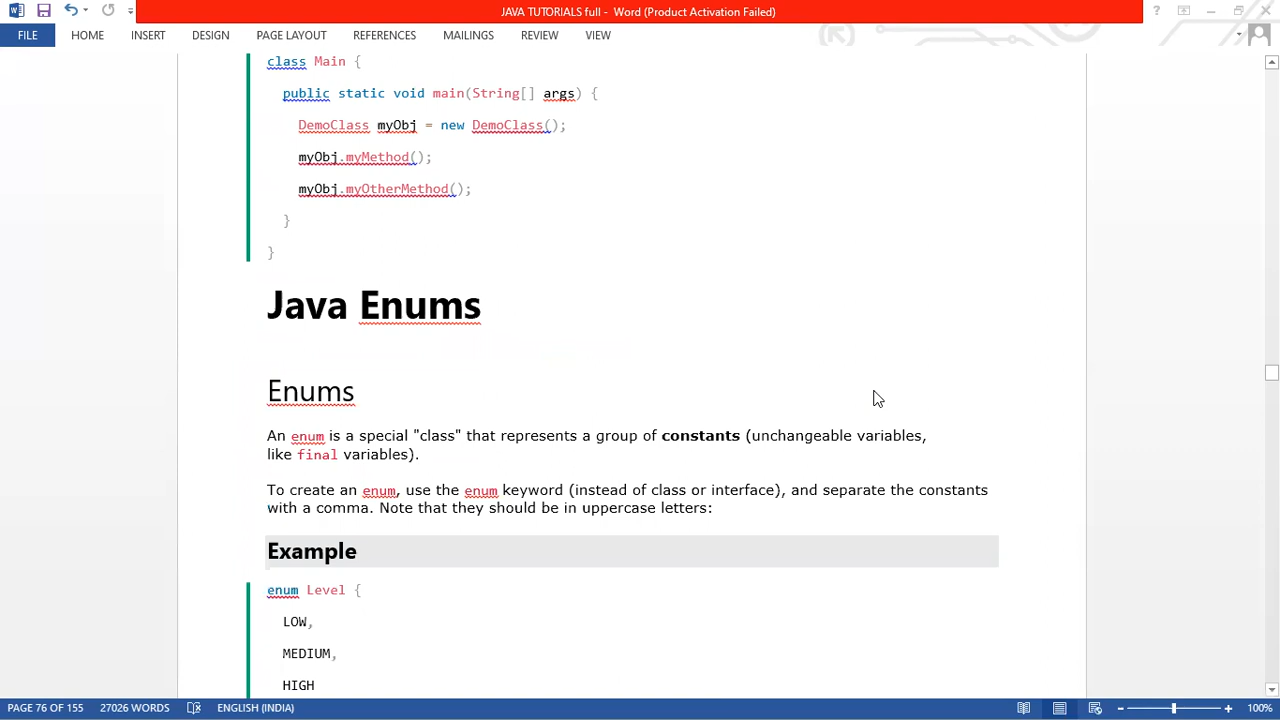 JAVA TUTORIALS full - Word (Product Activation Failed)
?
FILE HOME INSERT DESIGN PAGE LAYOUT REFERENCES MAILINGS REVIEW VIEW
class Main {
public static void main(String[] args) {
DemoClass myObj = new DemoClass();
myObj.myMethod();
myObj.myOtherMethod();
}
}
Java Enums
Enums
An enum is a special "class" that represents a group of constants (unchangeable variables,
like final variables).
To create an enum, use the enum keyword (instead of class or interface), and separate the constants
with a comma. Note that they should be in uppercase letters:
Example
enum Level {
LOW,
MEDIUM,
HIGH
PAGE 76 OF 155 27026 WORDS ENGLISH (INDIA) 100%